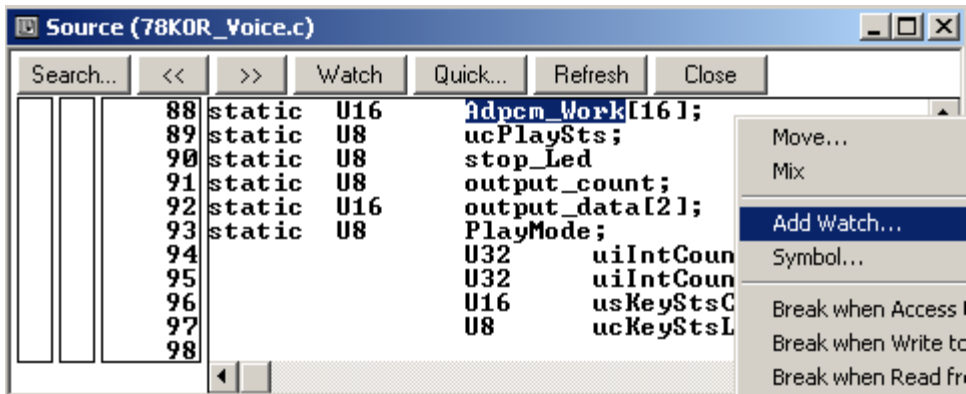 Source (78K0R_Voice.c)
Search... << >> Watch Quick... Refresh Close
88 static U16 Adpcm_Work[16];
89 static U8 ucPlaySts;
90 static U8 stop_Led
91 static U8 output_count;
92 static U16 output_data[2];
93 static U8 PlayMode;
94 U32 uiIntCoun
95 U32 uiIntCoun
96 U16 usKeyStsC
97 U8 ucKeyStsL
98
Move...
Mix
Add Watch...
Symbol...
Break when Access
Break when Write to
Break when Read fr